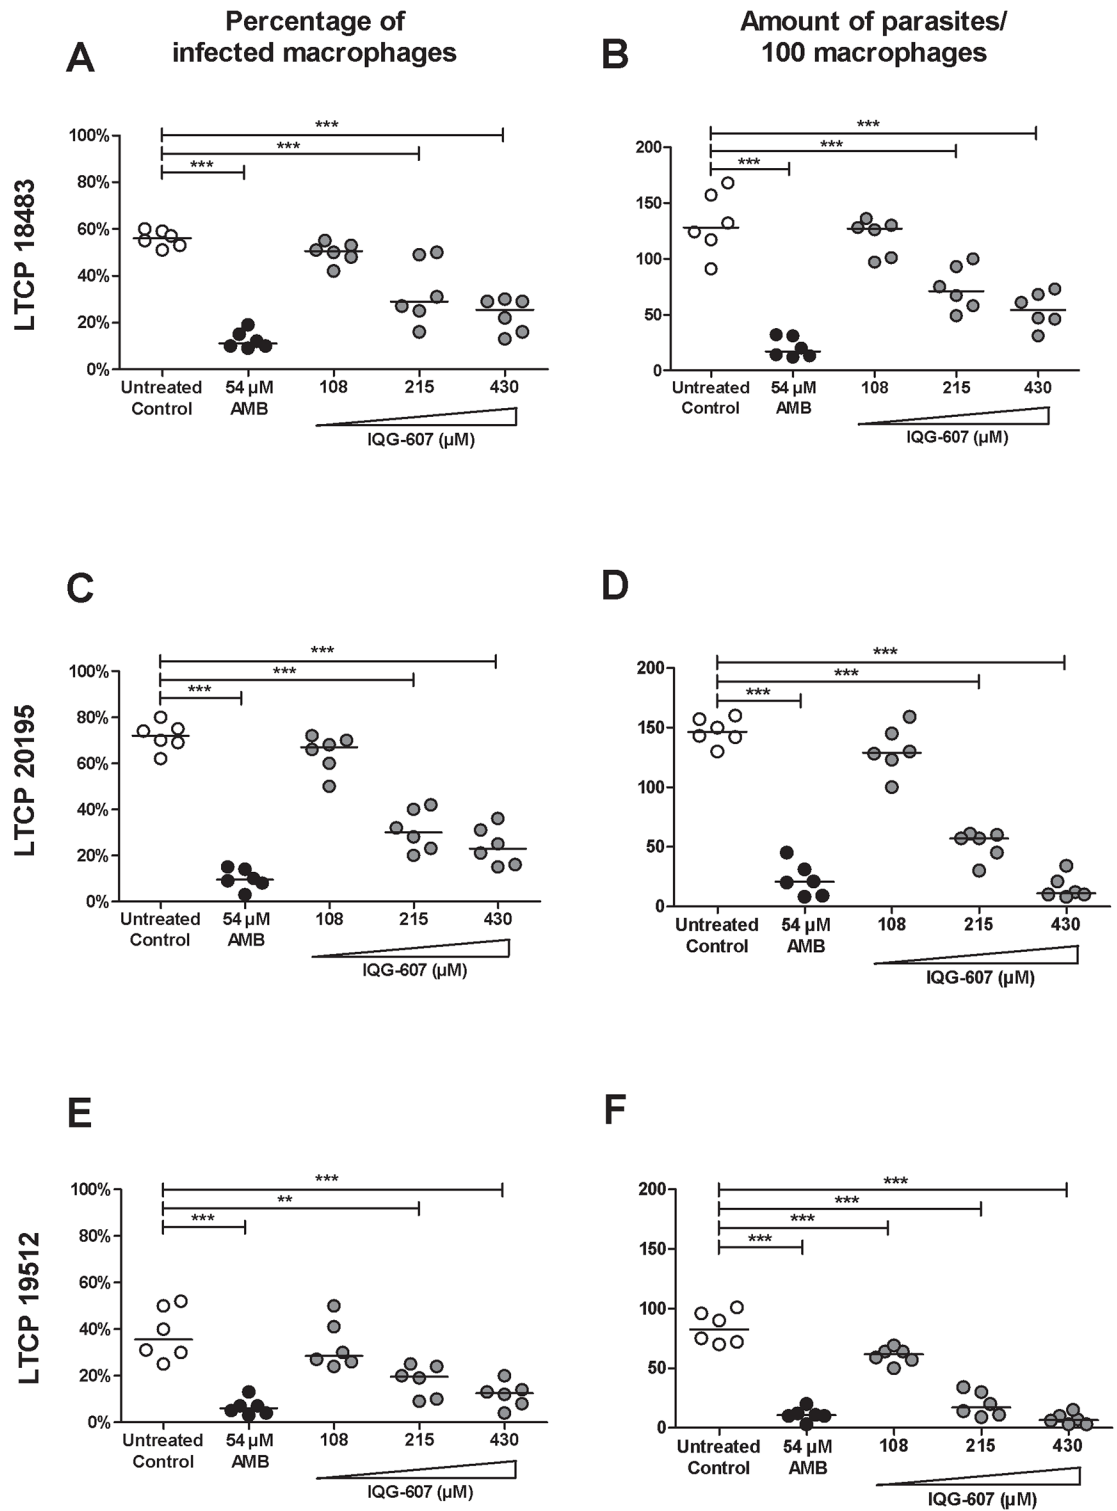 Percentage of
infected macrophages
Amount of parasites/
100 macrophages
A
LTCP 18483
100%
80%
60%
40%
20%
0%
***
***
***
Untreated
Control
54 µM
AMB
108
215
430
IQG-607 (µM)
B
200
150
100
50
0
***
***
***
Untreated
Control
54 µM
AMB
108
215
430
IQG-607 (µM)
C
LTCP 20195
100%
80%
60%
40%
20%
0%
***
***
***
Untreated
Control
54 µM
AMB
108
215
430
IQG-607 (µM)
D
200
150
100
50
0
***
***
***
Untreated
Control
54 µM
AMB
108
215
430
IQG-607 (µM)
E
LTCP 19512
100%
80%
60%
40%
20%
0%
***
**
***
Untreated
Control
54 µM
AMB
108
215
430
IQG-607 (µM)
F
200
150
100
50
0
***
***
***
***
Untreated
Control
54 µM
AMB
108
215
430
IQG-607 (µM)